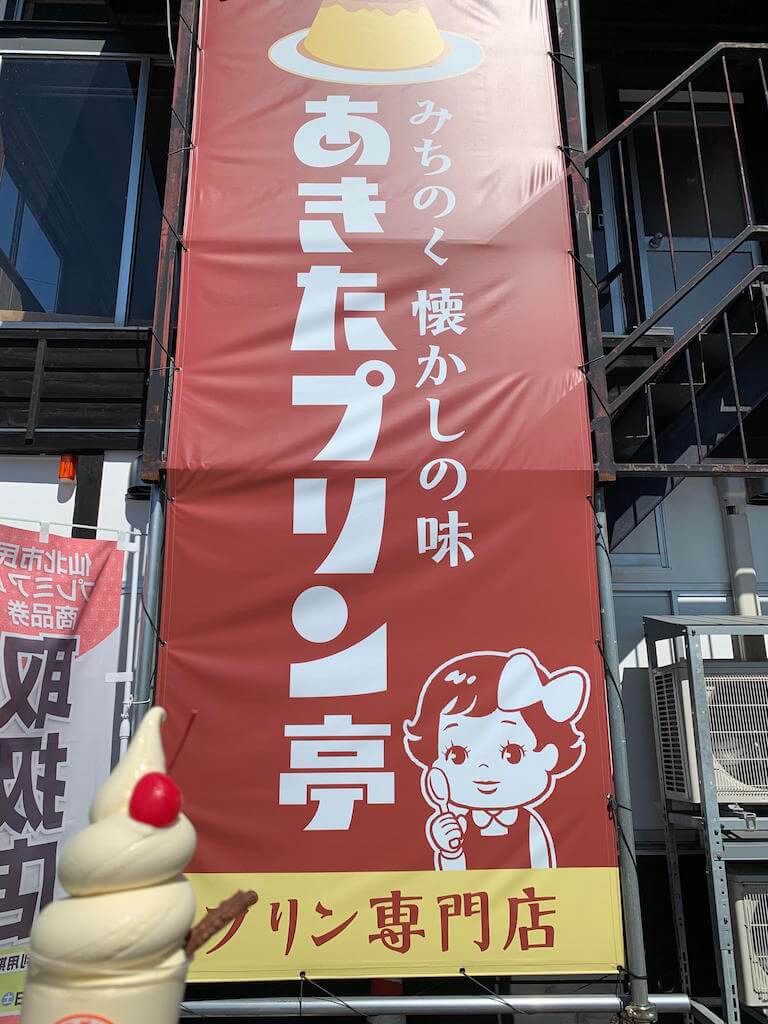 みちのく 懐かしの味
あきたプリン亭
プリン専門店
仙北市民
プレミアム
商品券
取扱店